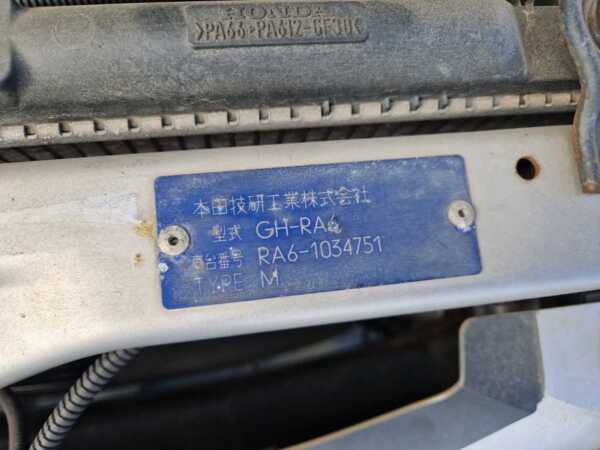 HONDA
>PA66+PA612-GF30<
本田技研工業株式会社
型式 GH-RA6
車台番号 RA6-1034751
TYPE M